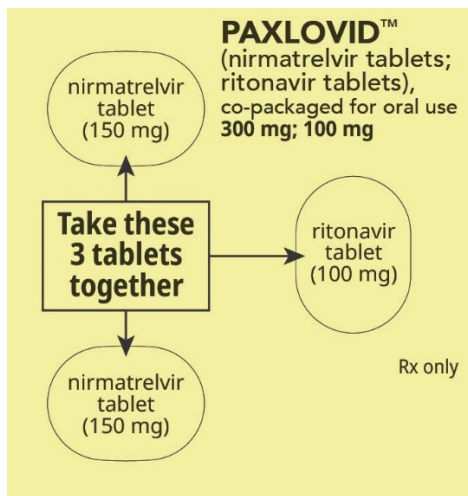 PAXLOVID™
(nirmatrelvir tablets;
ritonavir tablets),
co-packaged for oral use
300 mg; 100 mg
nirmatrelvir
tablet
(150 mg)
Take these
3 tablets
together
ritonavir
tablet
(100 mg)
nirmatrelvir
tablet
(150 mg)
Rx only